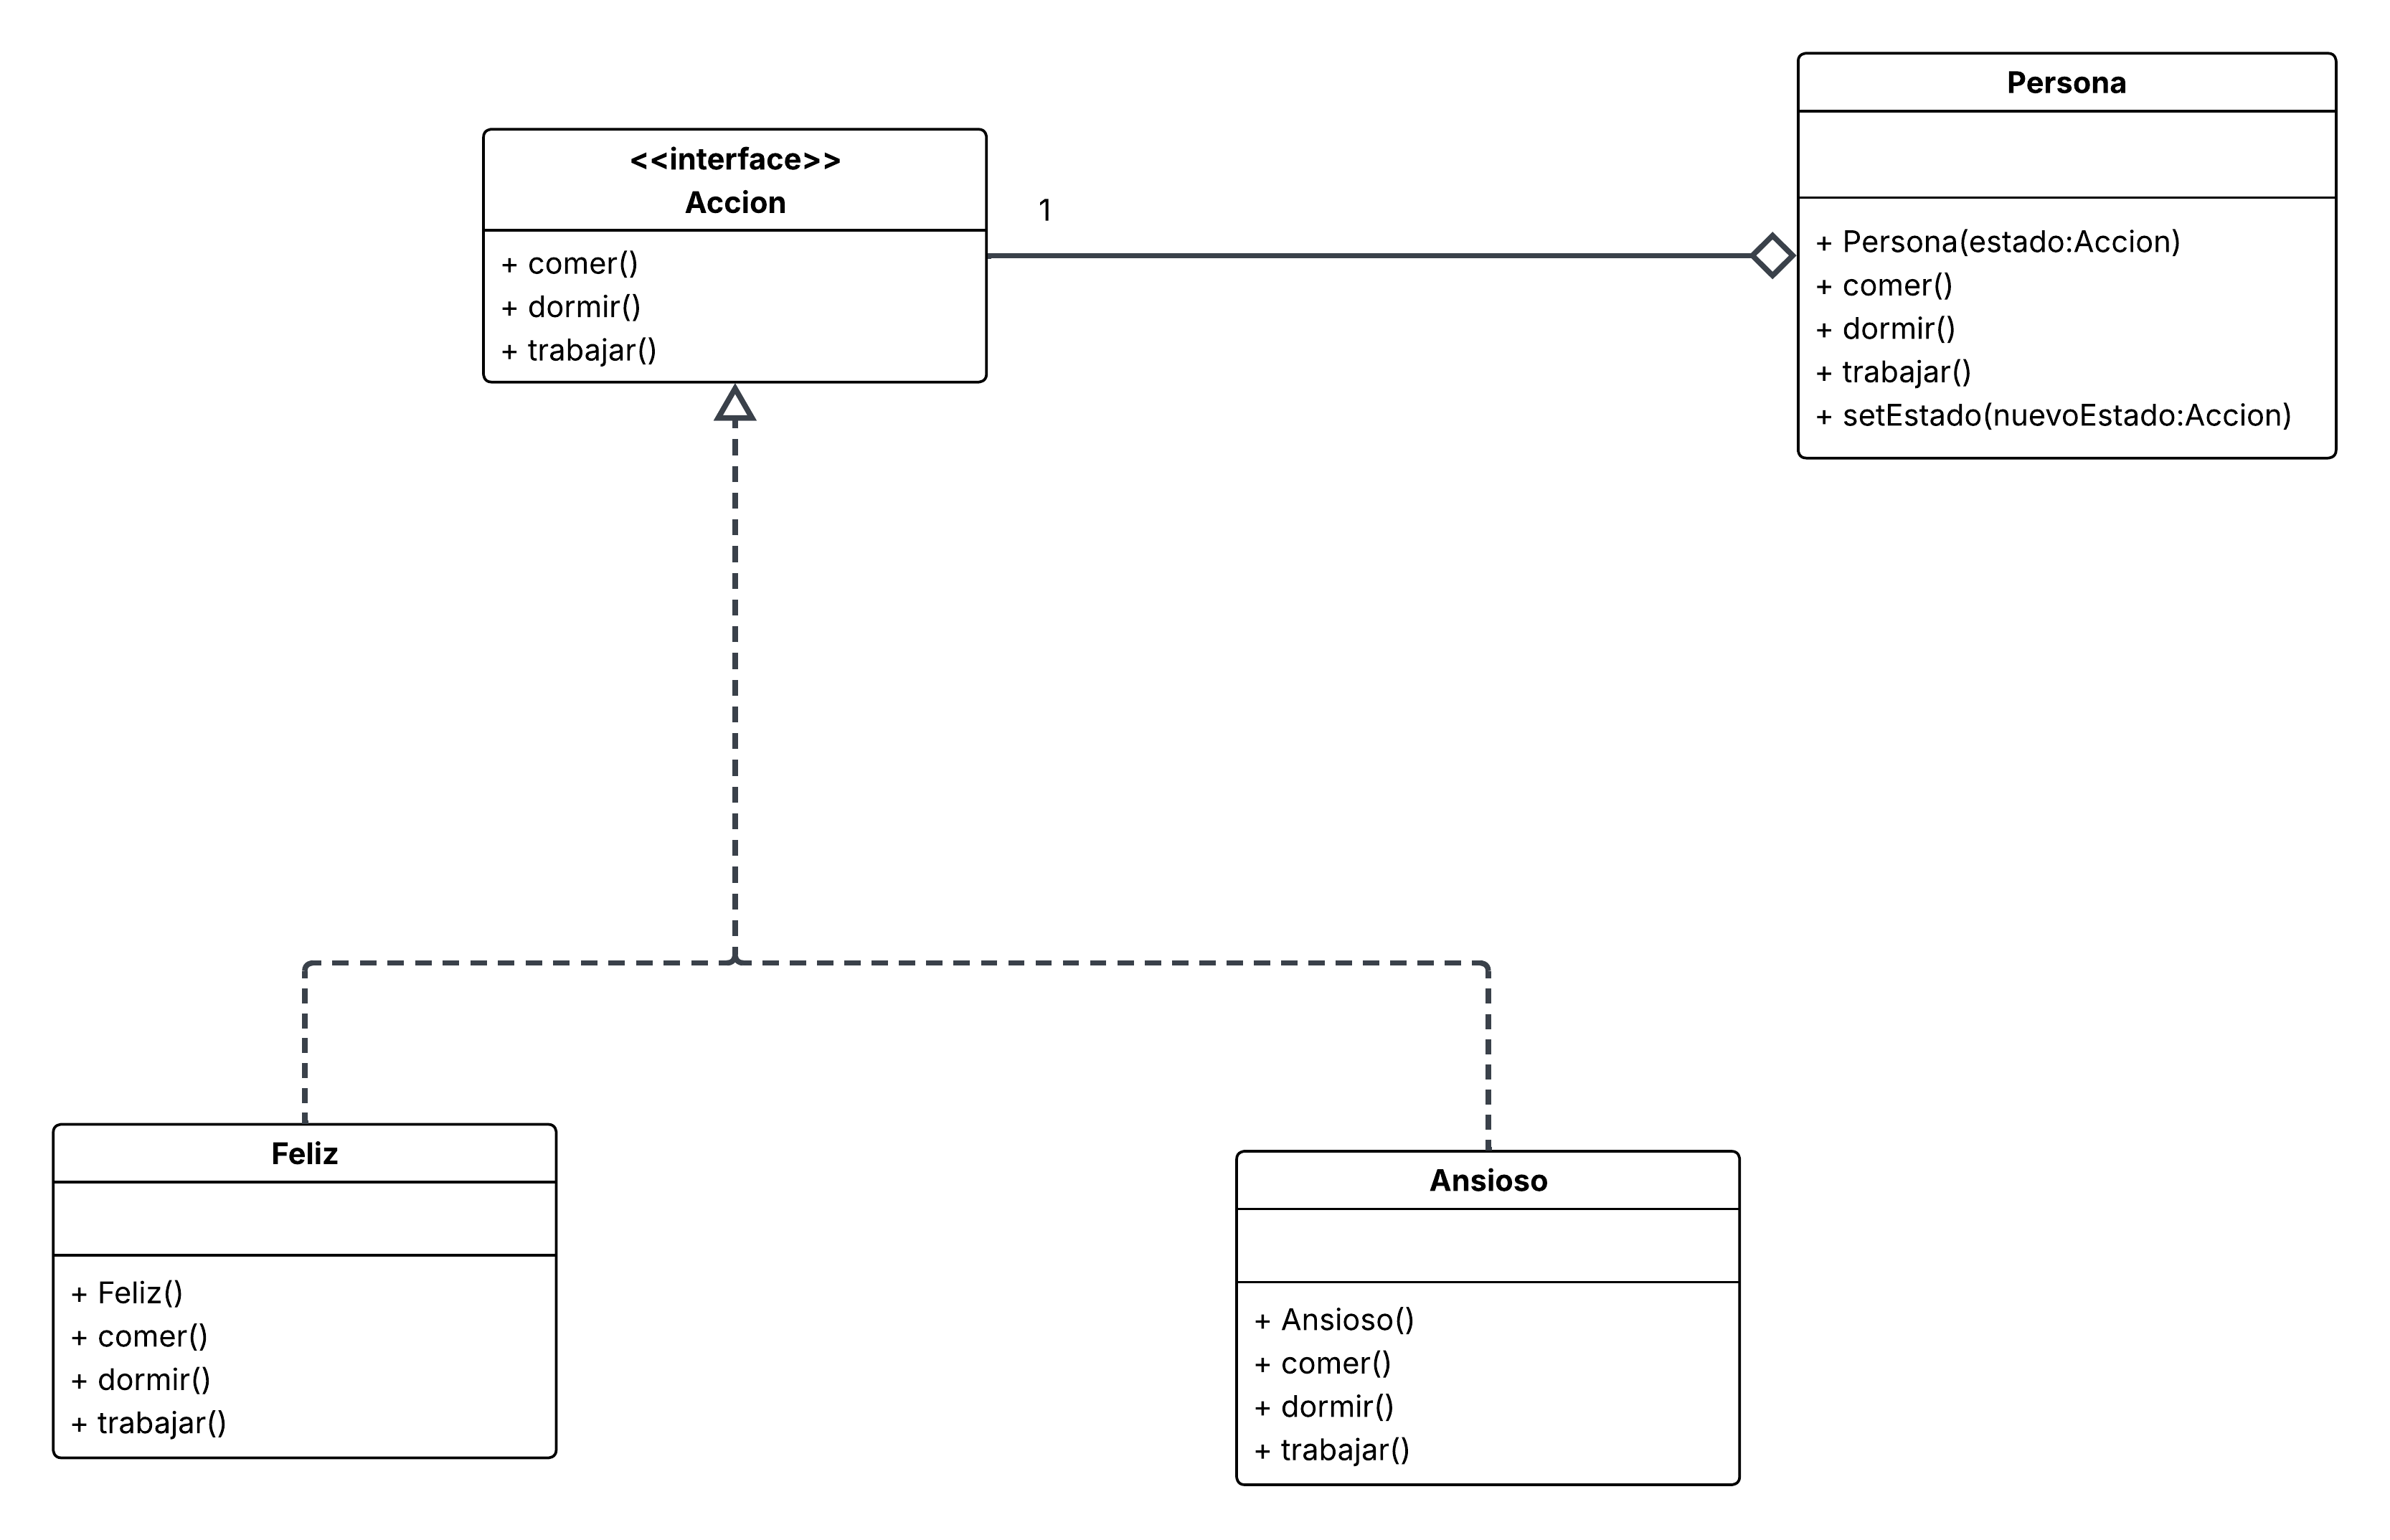 <<interface>>
Accion
+ comer()
+ dormir()
+ trabajar()
1
Persona
+ Persona(estado:Accion)
+ comer()
+ dormir()
+ trabajar()
+ setEstado(nuevoEstado:Accion)
Feliz
+ Feliz()
+ comer()
+ dormir()
+ trabajar()
Ansioso
+ Ansioso()
+ comer()
+ dormir()
+ trabajar()